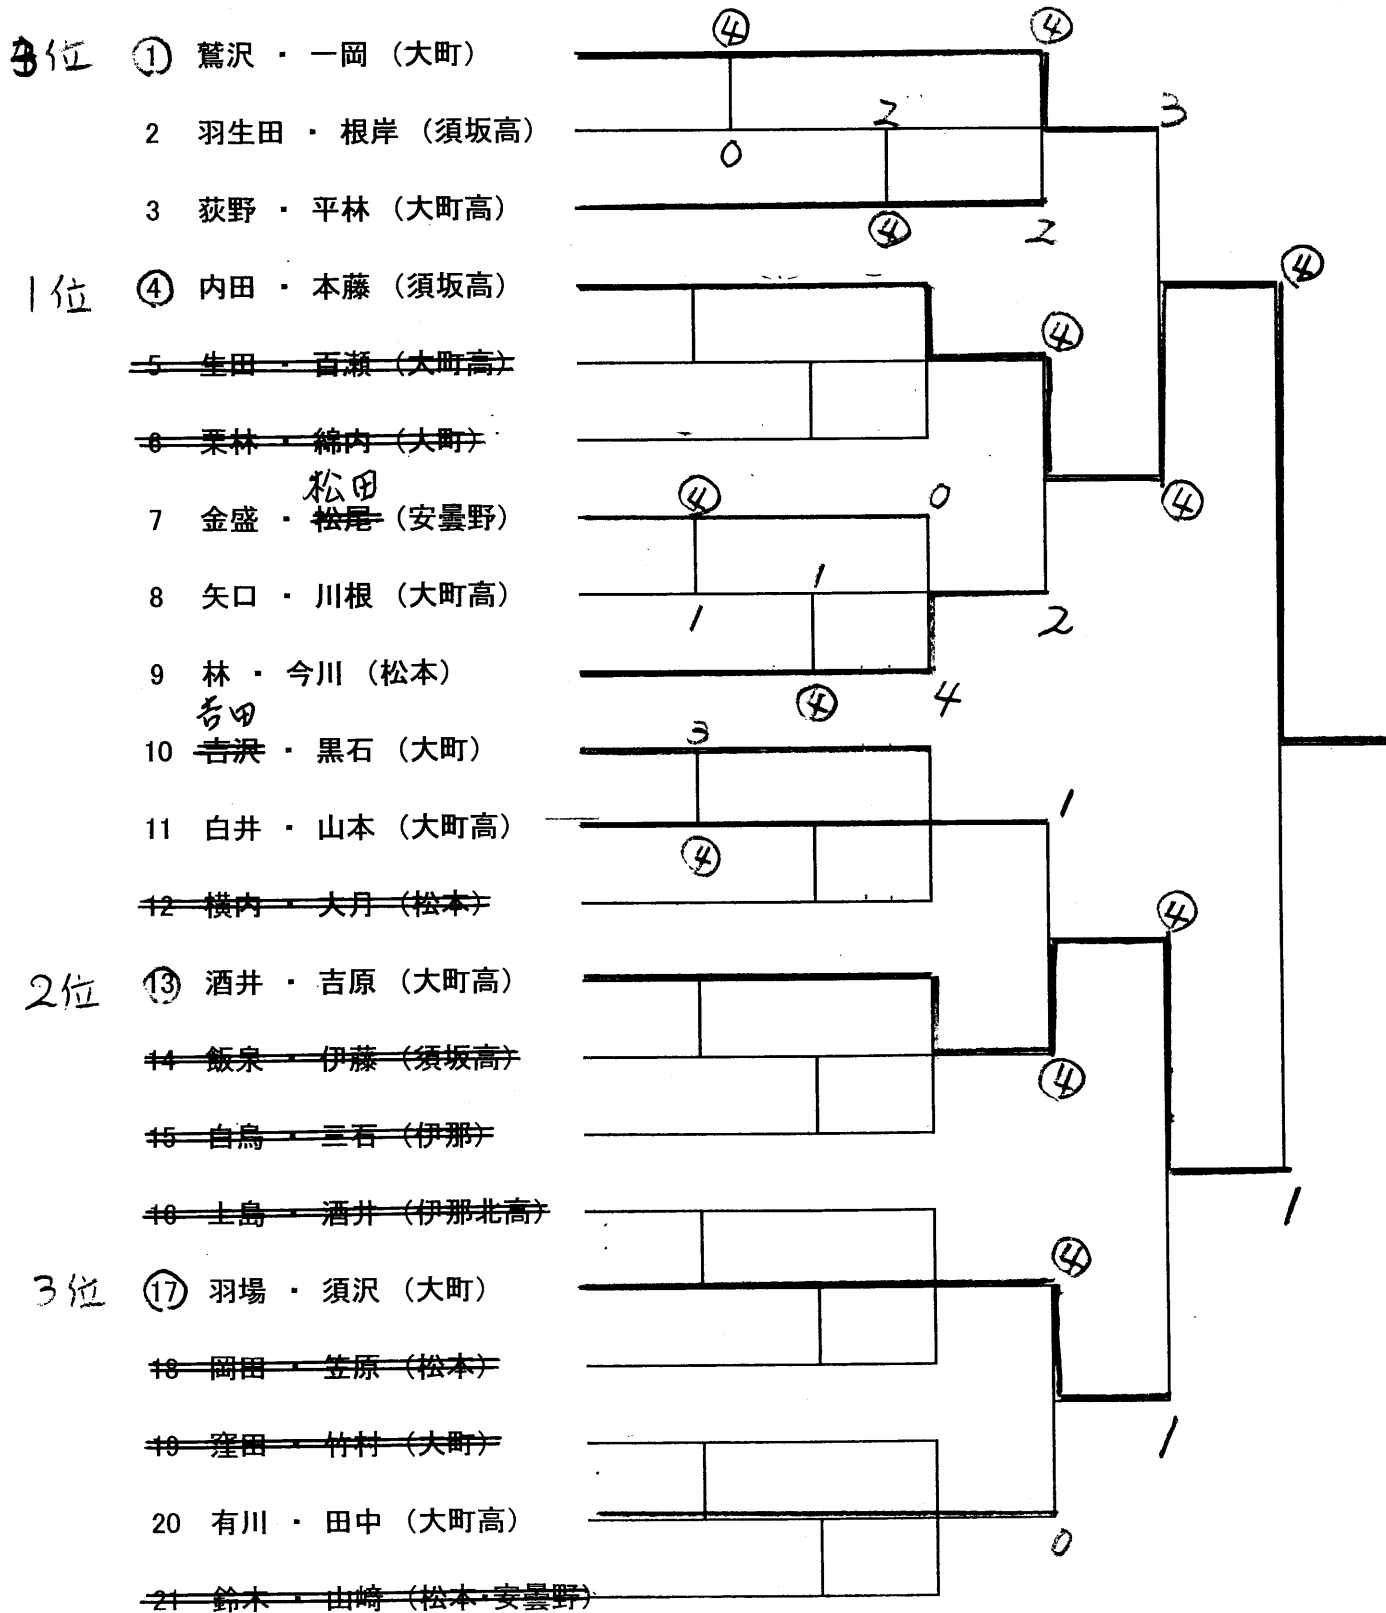 ④ ④
3位 ① 鷲沢 ・ 一岡 (大町)
2 3
2 羽生田 ・ 根岸 (須坂高)
0
3 荻野 ・ 平林 (大町高)
④ 2
④
1位 ④ 内田 ・ 本藤 (須坂高)
④
5 生田 ・ 百瀬 (大町高)
6 栗林 ・ 綿内 (大町)
松田
④ 0 ④
7 金盛 ・ 松尾 (安曇野)
1
8 矢口 ・ 川根 (大町高)
1 2
9 林 ・ 今川 (松本)
④ 4
吉田
3
10 吉沢 ・ 黒石 (大町)
1
11 白井 ・ 山本 (大町高)
④
12 横内 ・ 大月 (松本)
④
2位 ⑬ 酒井 ・ 吉原 (大町高)
14 飯泉 ・ 伊藤 (須坂高)
④
15 白鳥 ・ 三石 (伊那)
16 上島 ・ 酒井 (伊那北高)
1
④
3位 ⑰ 羽場 ・ 須沢 (大町)
18 岡田 ・ 笠原 (松本)
19 窪田 ・ 竹村 (大町)
1
20 有川 ・ 田中 (大町高)
0
21 鈴木 ・ 山﨑 (松本・安曇野)